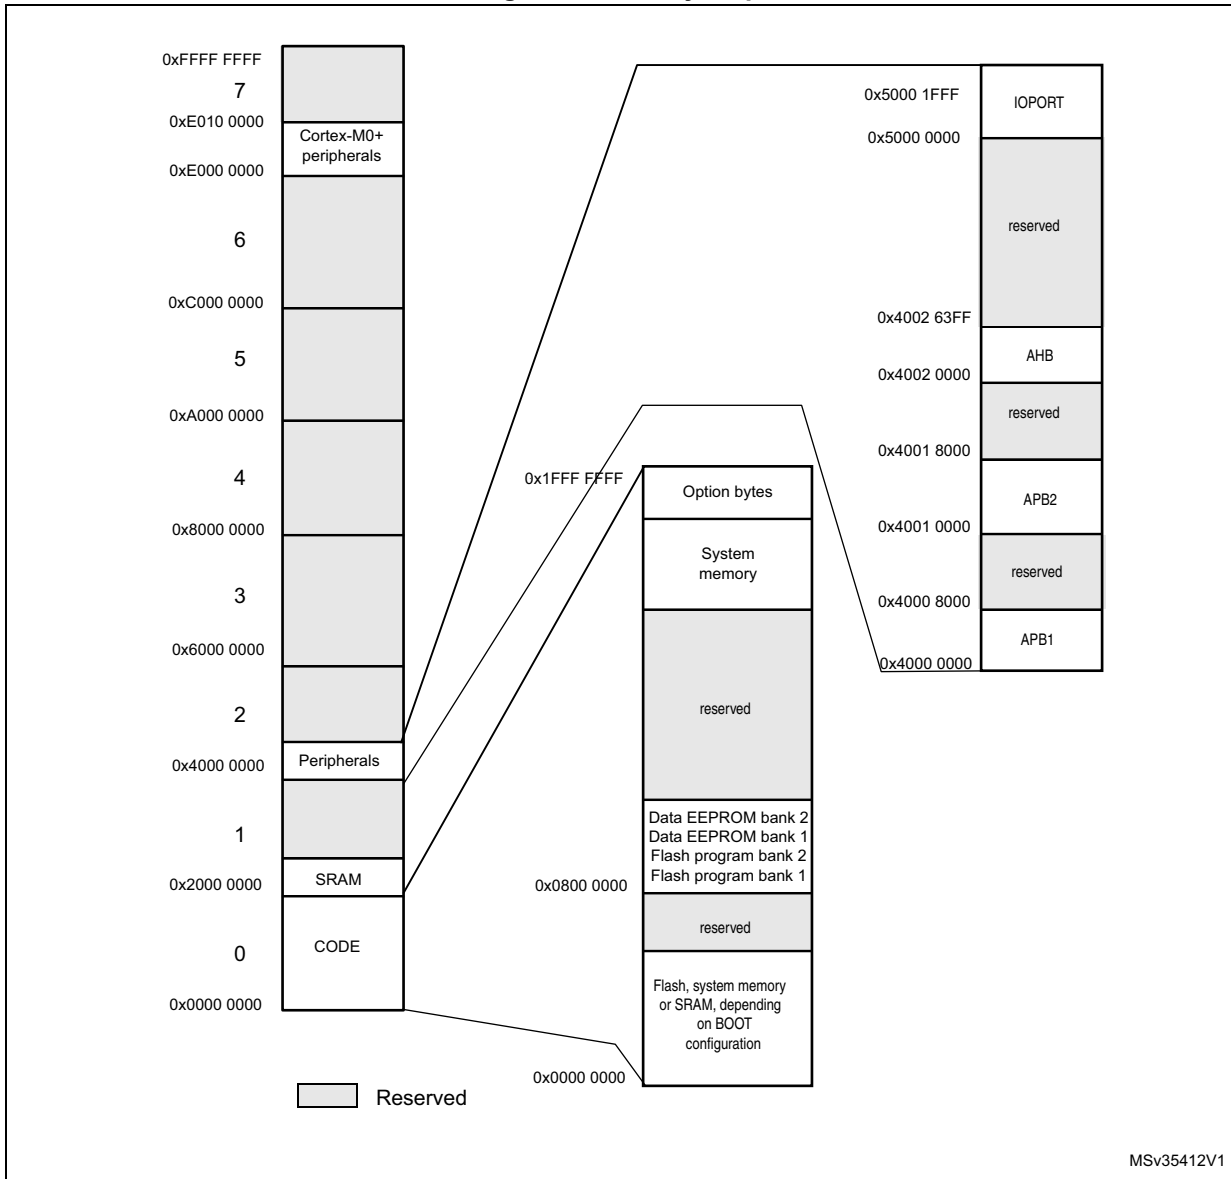 0xFFFF FFFF
7
0xE010 0000
Cortex-M0+
peripherals
0xE000 0000
6
0xC000 0000
5
0xA000 0000
4
0x8000 0000
3
0x6000 0000
2
Peripherals
0x4000 0000
1
SRAM
0x2000 0000
CODE
0
0x0000 0000
Reserved
0x1FFF FFFF
Option bytes
System
memory
reserved
Data EEPROM bank 2
Data EEPROM bank 1
Flash program bank 2
Flash program bank 1
0x0800 0000
reserved
Flash, system memory
or SRAM, depending
on BOOT
configuration
0x0000 0000
0x5000 1FFF
IOPORT
0x5000 0000
reserved
0x4002 63FF
AHB
0x4002 0000
reserved
0x4001 8000
APB2
0x4001 0000
reserved
0x4000 8000
APB1
0x4000 0000
MSv35412V1